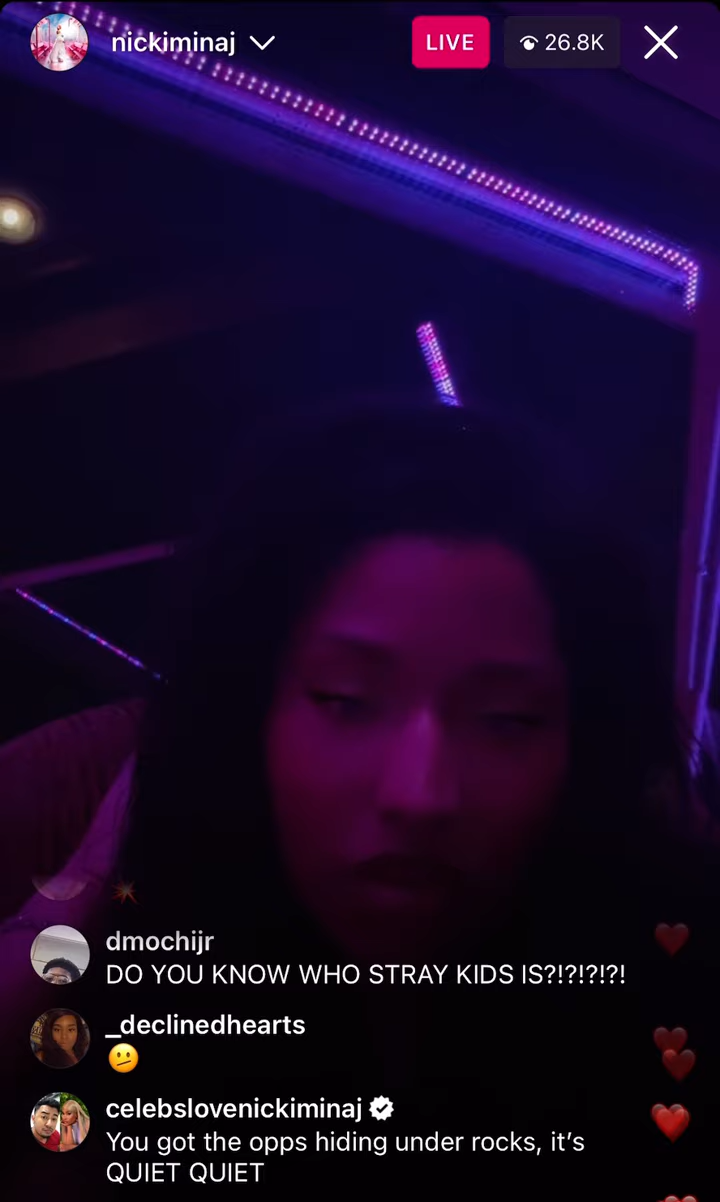 nickiminaj
LIVE
26.8K
dmochijr
DO YOU KNOW WHO STRAY KIDS IS?!?!?!?!
_declinedhearts
celebslovenickiminaj
You got the opps hiding under rocks, it’s
QUIET QUIET